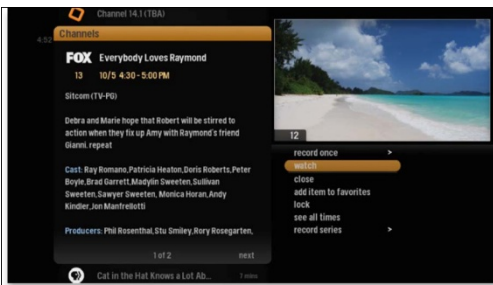 Channel 14.1 (TBA)
4:52
Channels
FOX Everybody Loves Raymond
13 10/5 4:30 - 5:00 PM
Sitcom (TV-PG)
Debra and Marie hope that Robert will be stirred to
action when they fix up Amy with Raymond's friend
Gianni. repeat
Cast: Ray Romano,Patricia Heaton,Doris Roberts,Peter
Boyle,Brad Garrett,Madylin Sweeten,Sullivan
Sweeten,Sawyer Sweeten, Monica Horan,Andy
Kindler,Jon Manfrellotti
Producers: Phil Rosenthal,Stu Smiley,Rory Rosegarten,
1 of 2 next
Cat in the Hat Knows a Lot Ab... 7 mins
12
record once >
watch
close
add item to favorites
lock
see all times
record series >